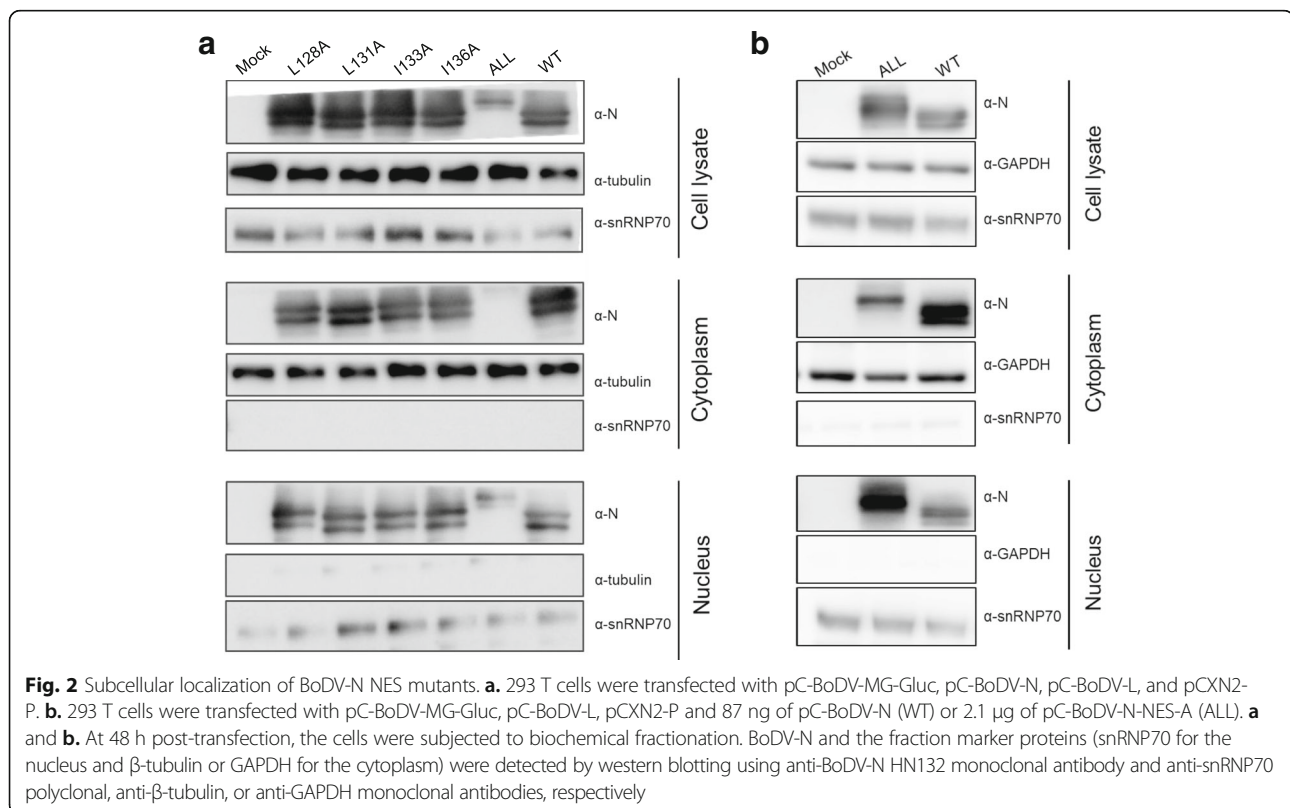 a
Mock L128A L131A I133A I136A ALL WT
α-N
α-tubulin
α-snRNP70
Cell lysate
α-N
α-tubulin
α-snRNP70
Cytoplasm
α-N
α-tubulin
α-snRNP70
Nucleus
b
Mock ALL WT
α-N
α-GAPDH
α-snRNP70
Cell lysate
α-N
α-GAPDH
α-snRNP70
Cytoplasm
α-N
α-GAPDH
α-snRNP70
Nucleus
Fig. 2 Subcellular localization of BoDV-N NES mutants. a. 293 T cells were transfected with pC-BoDV-MG-Gluc, pC-BoDV-N, pC-BoDV-L, and pCXN2-
P. b. 293 T cells were transfected with pC-BoDV-MG-Gluc, pC-BoDV-L, pCXN2-P and 87 ng of pC-BoDV-N (WT) or 2.1 μg of pC-BoDV-N-NES-A (ALL). a
and b. At 48 h post-transfection, the cells were subjected to biochemical fractionation. BoDV-N and the fraction marker proteins (snRNP70 for the
nucleus and β-tubulin or GAPDH for the cytoplasm) were detected by western blotting using anti-BoDV-N HN132 monoclonal antibody and anti-snRNP70
polyclonal, anti-β-tubulin, or anti-GAPDH monoclonal antibodies, respectively